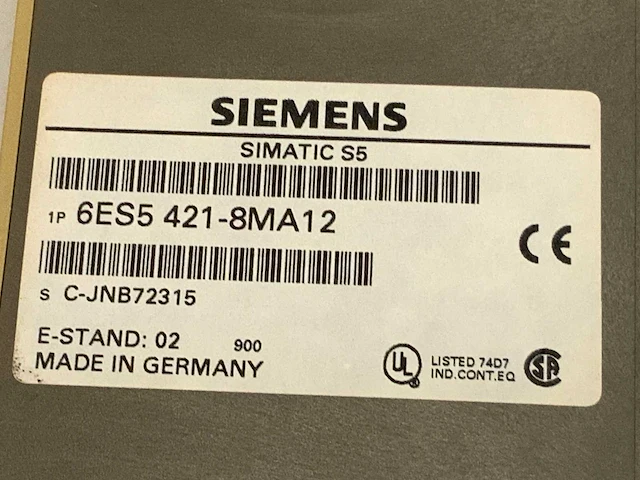 SIEMENS
SIMATIC S5
1P 6ES5 421-8MA12
CE
S C-JNB72315
E-STAND: 02 900
MADE IN GERMANY
UL LISTED 74D7
IND.CONT.EQ
SA